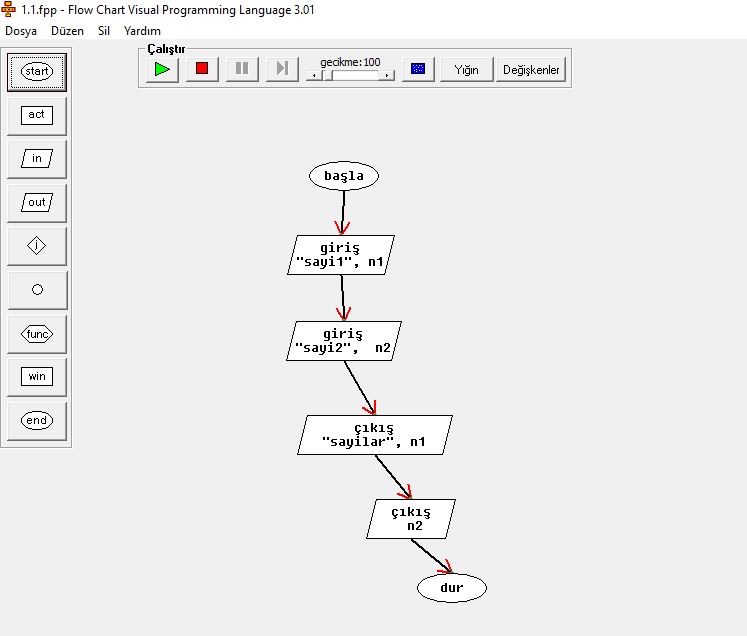 1.1.fpp - Flow Chart Visual Programming Language 3.01
Dosya Düzen Sil Yardım
Çalıştır
gecikme:100
Yığın
Değişkenler
start
act
in
out
j
func
win
end
başla
giriş
"sayi1", n1
giriş
"sayi2",  n2
çıkış
"sayilar", n1
çıkış
n2
dur